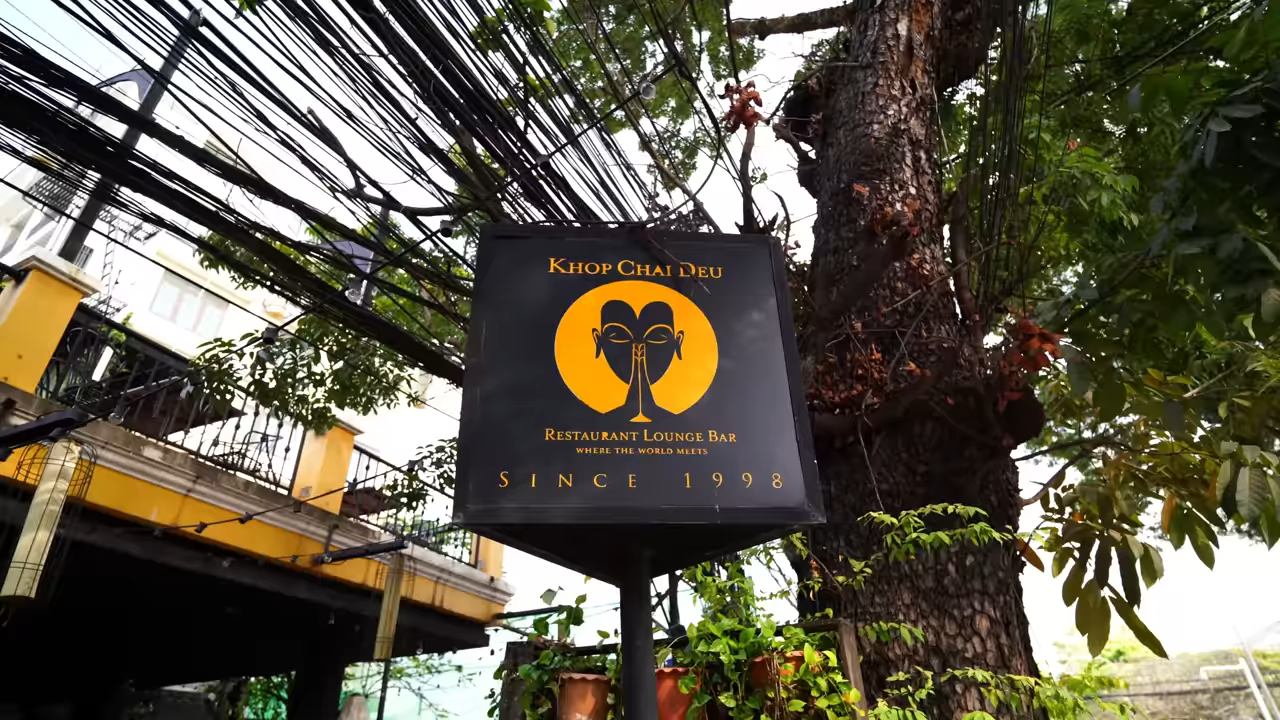 KHOP CHAI DEU
RESTAURANT LOUNGE BAR
WHERE THE WORLD MEETS
SINCE 1998